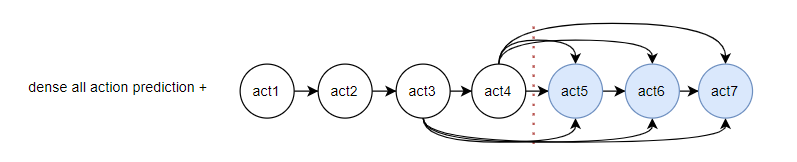 dense all action prediction +
act1
act2
act3
act4
act5
act6
act7